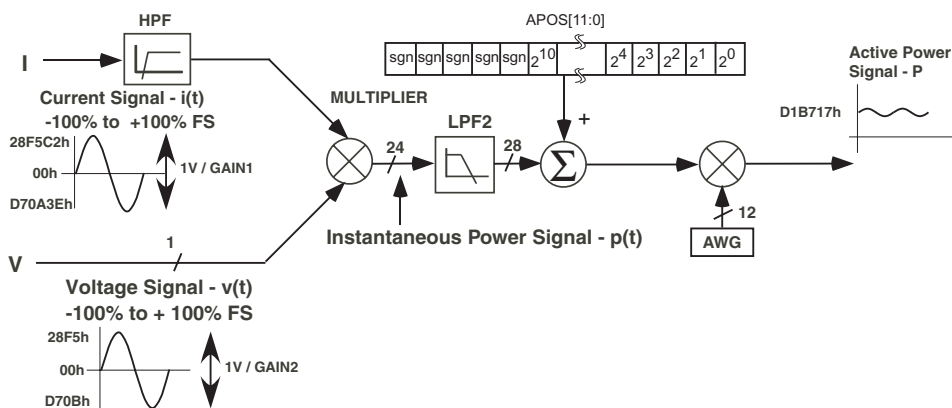 HPF
I
Current Signal - i(t)
-100% to +100% FS
28F5C2h
00h
D70A3Eh
1V / GAIN1
V
1
Voltage Signal - v(t)
-100% to + 100% FS
28F5h
00h
D70Bh
1V / GAIN2
MULTIPLIER
24
LPF2
28
Instantaneous Power Signal - p(t)
APOS[11:0]
sgn sgn sgn sgn sgn 2^10 2^4 2^3 2^2 2^1 2^0
+
Σ
12
AWG
Active Power
Signal - P
D1B717h